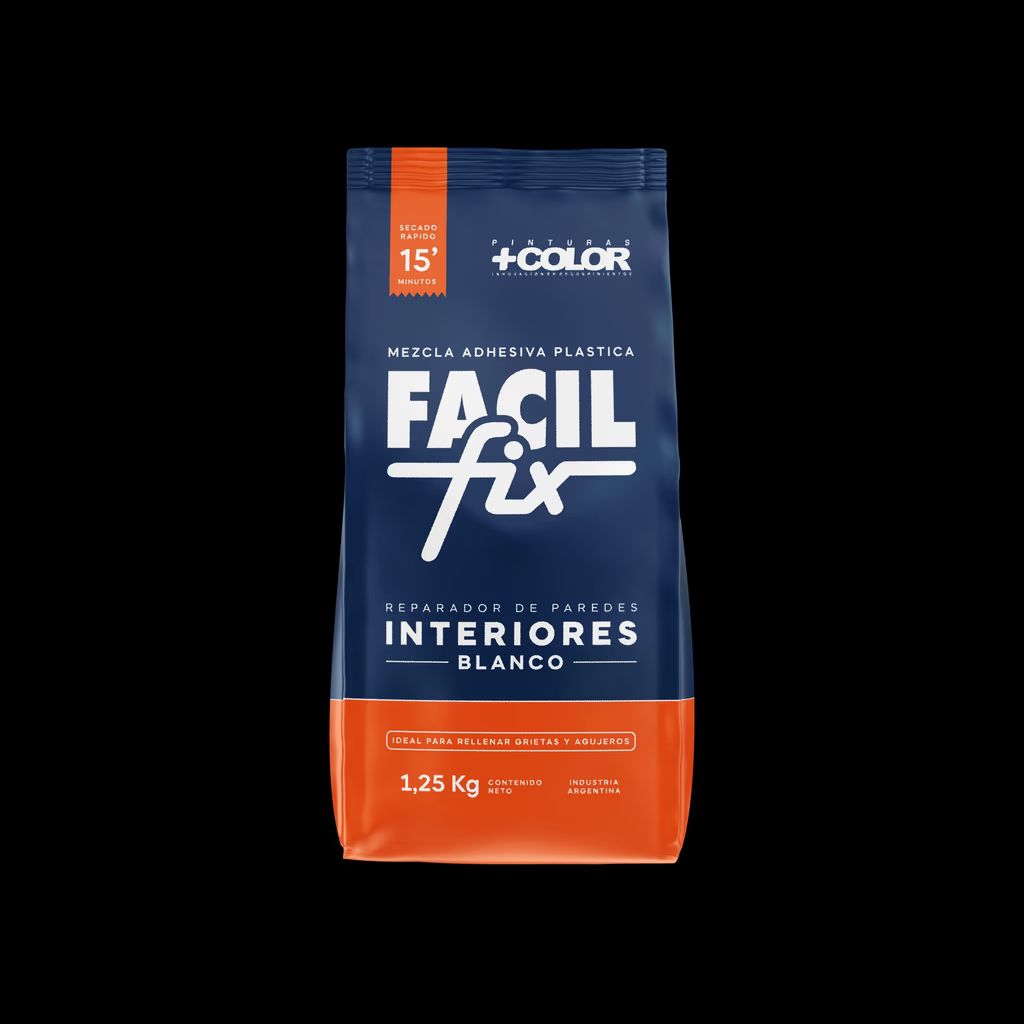 SECADO
RAPIDO
15’
MINUTOS
PINTURAS
+COLOR
MEZCLA ADHESIVA PLASTICA
FACIL
fix
REPARADOR DE PAREDES
INTERIORES
BLANCO
IDEAL PARA RELLENAR GRIETAS Y AGUJEROS
1,25 Kg
CONTENIDO
NETO
INDUSTRIA
ARGENTINA